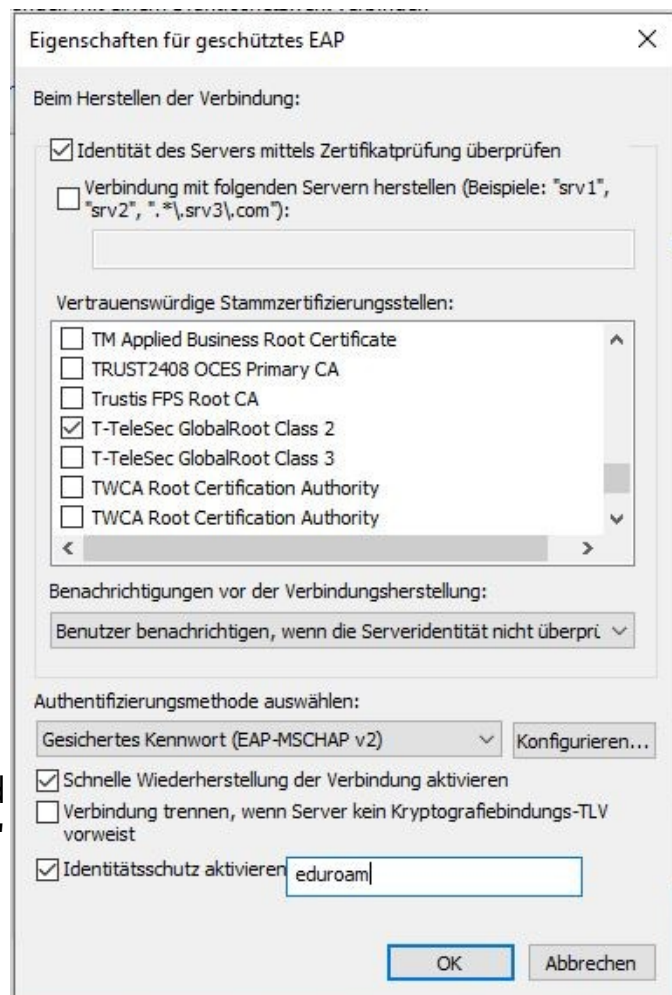 Eigenschaften für geschütztes EAP
Beim Herstellen der Verbindung:
Identität des Servers mittels Zertifikatprüfung überprüfen
Verbindung mit folgenden Servern herstellen (Beispiele: "srv1",
"srv2", ".*\.srv3\.com"):
Vertrauenswürdige Stammzertifizierungsstellen:
TM Applied Business Root Certificate
TRUST2408 OCES Primary CA
Trustis FPS Root CA
T-TeleSec GlobalRoot Class 2
T-TeleSec GlobalRoot Class 3
TWCA Root Certification Authority
TWCA Root Certification Authority
Benachrichtigungen vor der Verbindungsherstellung:
Benutzer benachrichtigen, wenn die Serveridentität nicht überprü
Authentifizierungsmethode auswählen:
Gesichertes Kennwort (EAP-MSCHAP v2)
Konfigurieren...
Schnelle Wiederherstellung der Verbindung aktivieren
Verbindung trennen, wenn Server kein Kryptografiebindungs-TLV
vorweist
Identitätsschutz aktivieren
eduroam
OK
Abbrechen